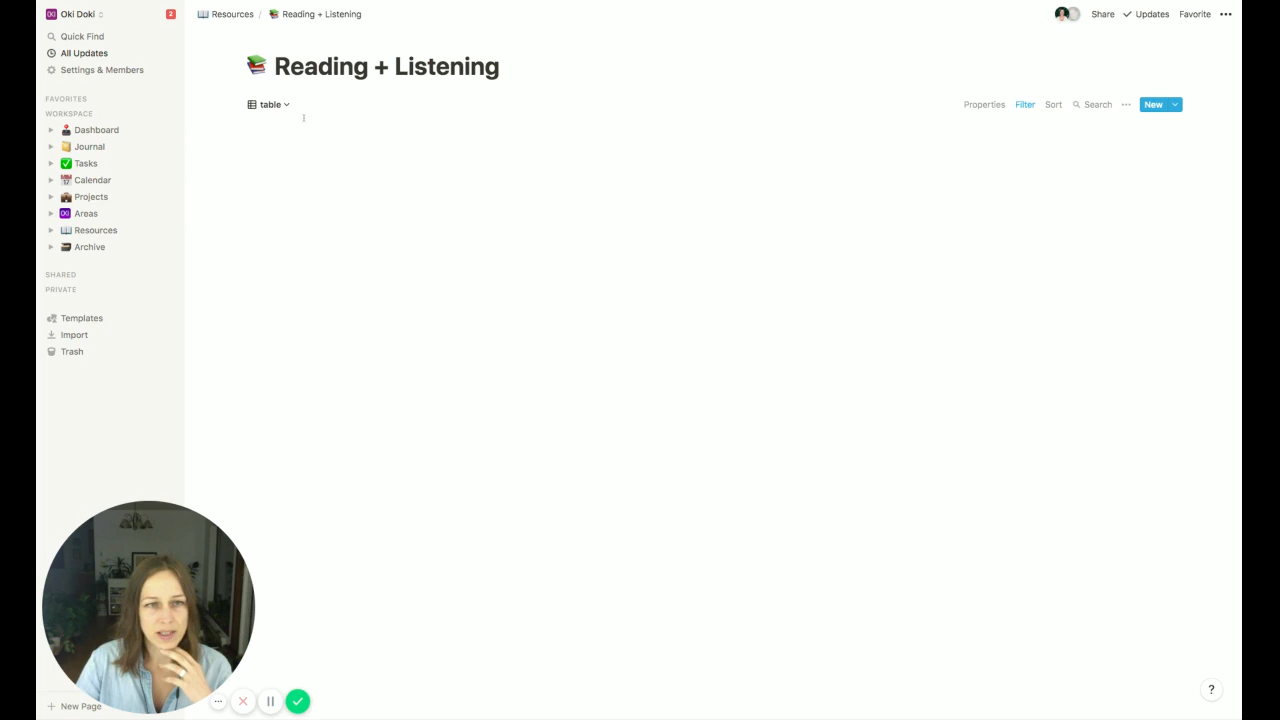 Oki Doki
2
Quick Find
All Updates
Settings & Members
FAVORITES
WORKSPACE
Dashboard
Journal
Tasks
Calendar
Projects
OKI
Areas
Resources
Archive
SHARED
PRIVATE
Templates
Import
Trash
New Page
Resources / Reading + Listening
Share Updates Favorite
Reading + Listening
table
Properties Filter Sort Search New
?